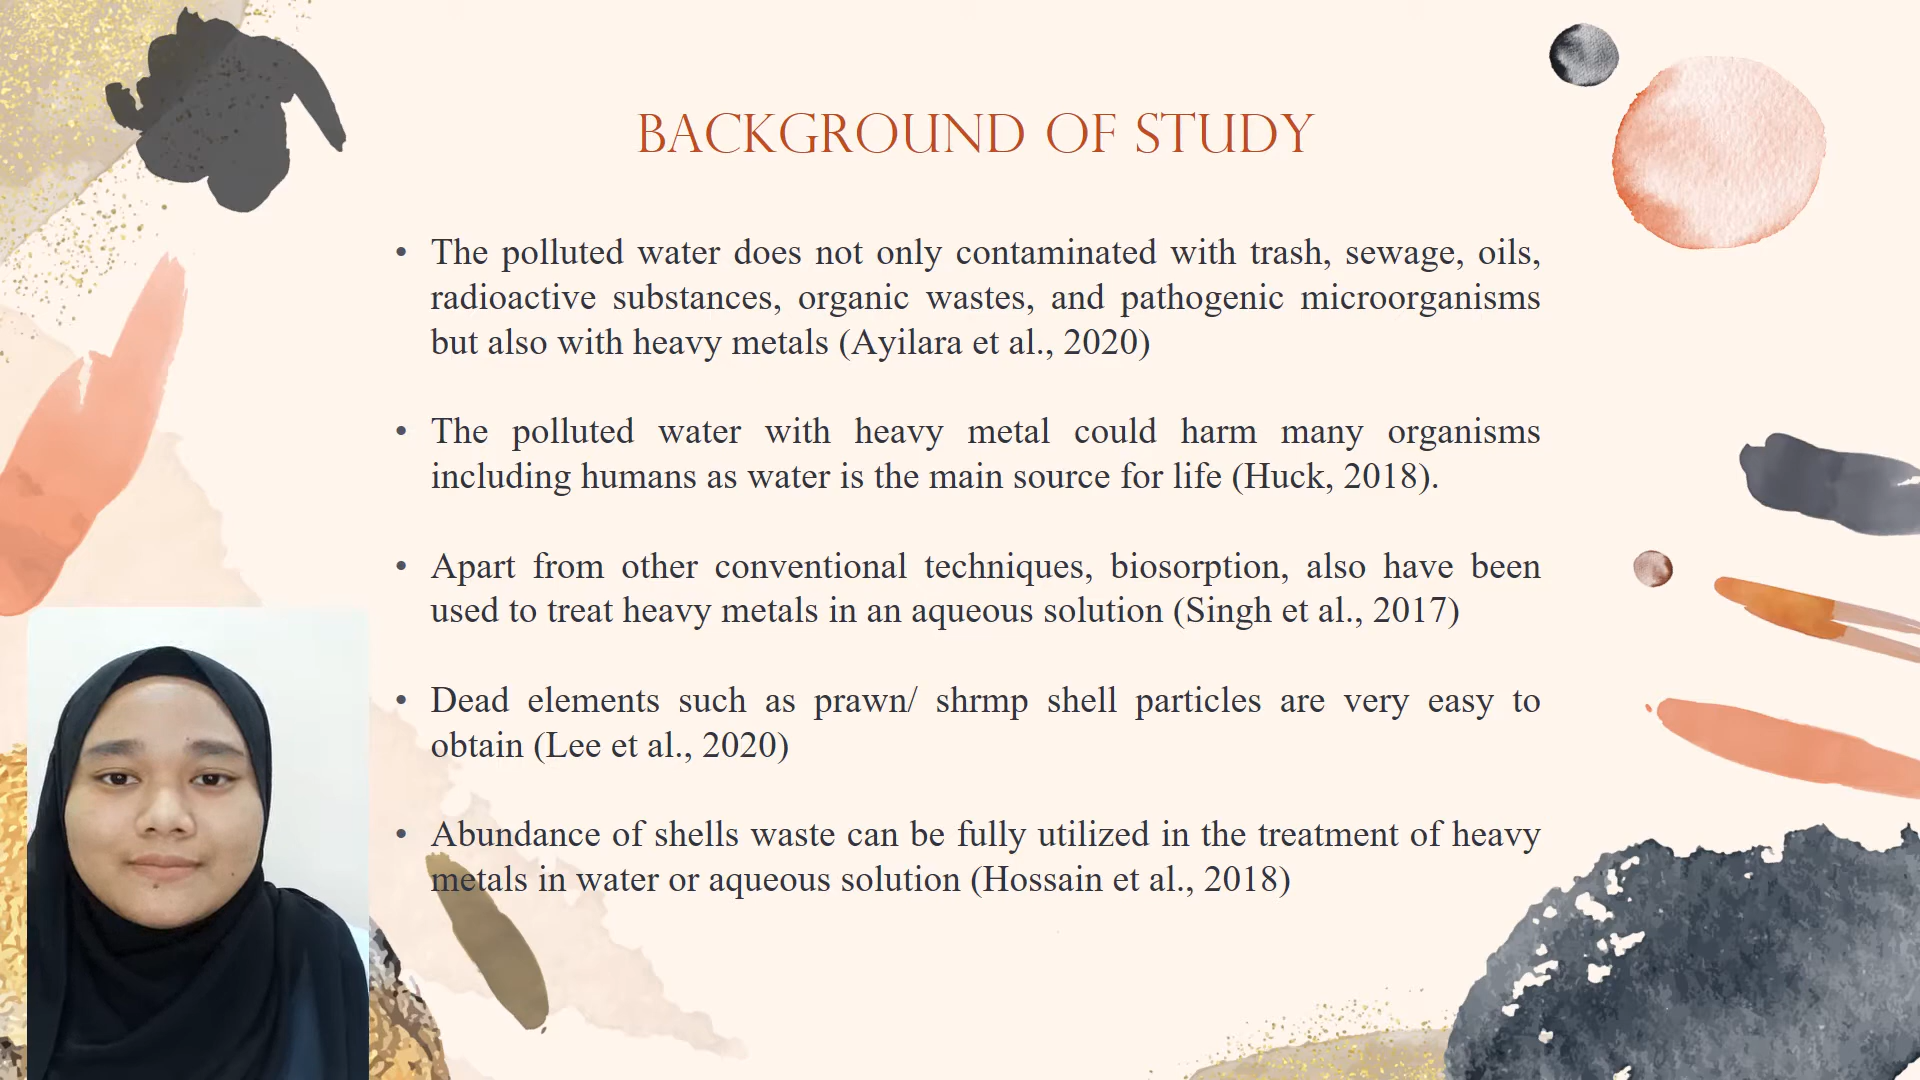 BACKGROUND OF STUDY
• The polluted water does not only contaminated with trash, sewage, oils,
radioactive substances, organic wastes, and pathogenic microorganisms
but also with heavy metals (Ayilara et al., 2020)
• The polluted water with heavy metal could harm many organisms
including humans as water is the main source for life (Huck, 2018).
• Apart from other conventional techniques, biosorption, also have been
used to treat heavy metals in an aqueous solution (Singh et al., 2017)
• Dead elements such as prawn/ shrmp shell particles are very easy to
obtain (Lee et al., 2020)
• Abundance of shells waste can be fully utilized in the treatment of heavy
metals in water or aqueous solution (Hossain et al., 2018)